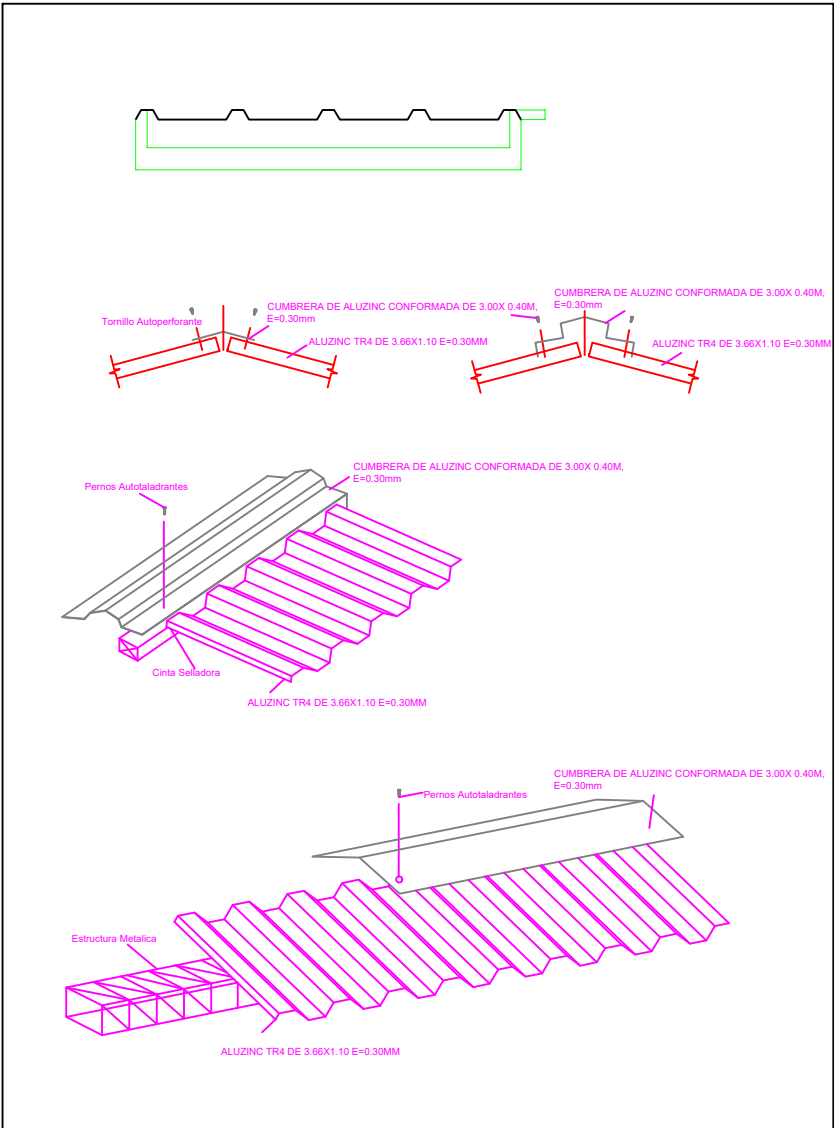 CUMBRERA DE ALUZINC CONFORMADA DE 3.00X 0.40M,
E=0.30mm
Tornillo Autoperforante
ALUZINC TR4 DE 3.66X1.10 E=0.30MM
CUMBRERA DE ALUZINC CONFORMADA DE 3.00X 0.40M,
E=0.30mm
ALUZINC TR4 DE 3.66X1.10 E=0.30MM
CUMBRERA DE ALUZINC CONFORMADA DE 3.00X 0.40M,
E=0.30mm
Pernos Autotaladrantes
Cinta Selladora
ALUZINC TR4 DE 3.66X1.10 E=0.30MM
CUMBRERA DE ALUZINC CONFORMADA DE 3.00X 0.40M,
E=0.30mm
Pernos Autotaladrantes
Estructura Metalica
ALUZINC TR4 DE 3.66X1.10 E=0.30MM